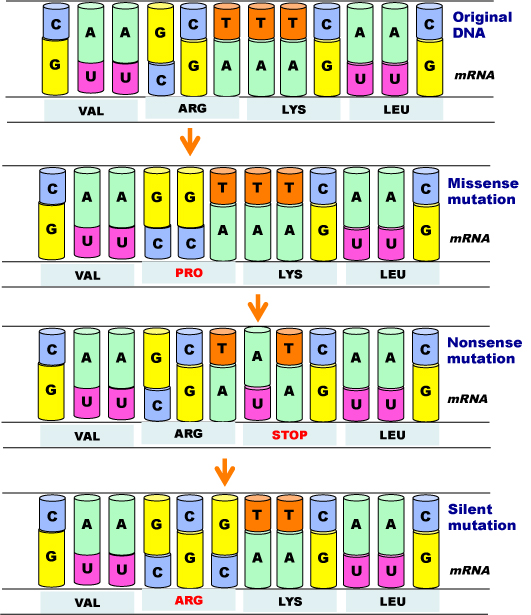 C A A G C T T T C A A C Original DNA
G U U C G A A A G U U G mRNA
VAL ARG LYS LEU
C A A G G T T T C A A C Missense mutation
G U U C C A A A G U U G mRNA
VAL PRO LYS LEU
C A A G C T A T C A A C Nonsense mutation
G U U C G A U A G U U G mRNA
VAL ARG STOP LEU
C A A G C G T T C A A C Silent mutation
G U U C G C A A G U U G mRNA
VAL ARG LYS LEU